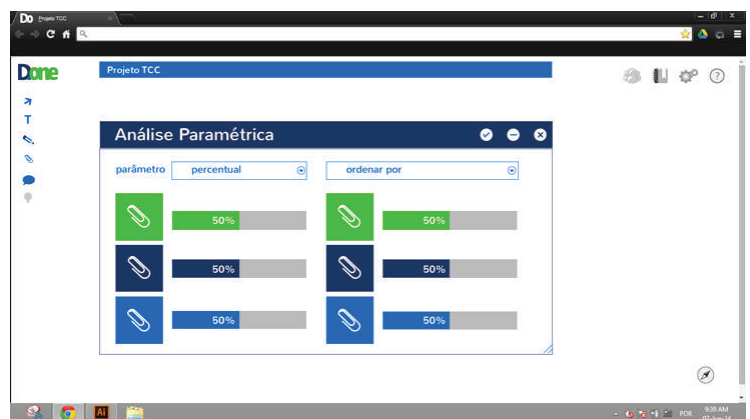 Do Projeto TCC
Done
Projeto TCC
Análise Paramétrica
parâmetro percentual ordenar por
50% 50%
50% 50%
50% 50%
Ai
POR 9:39 AM